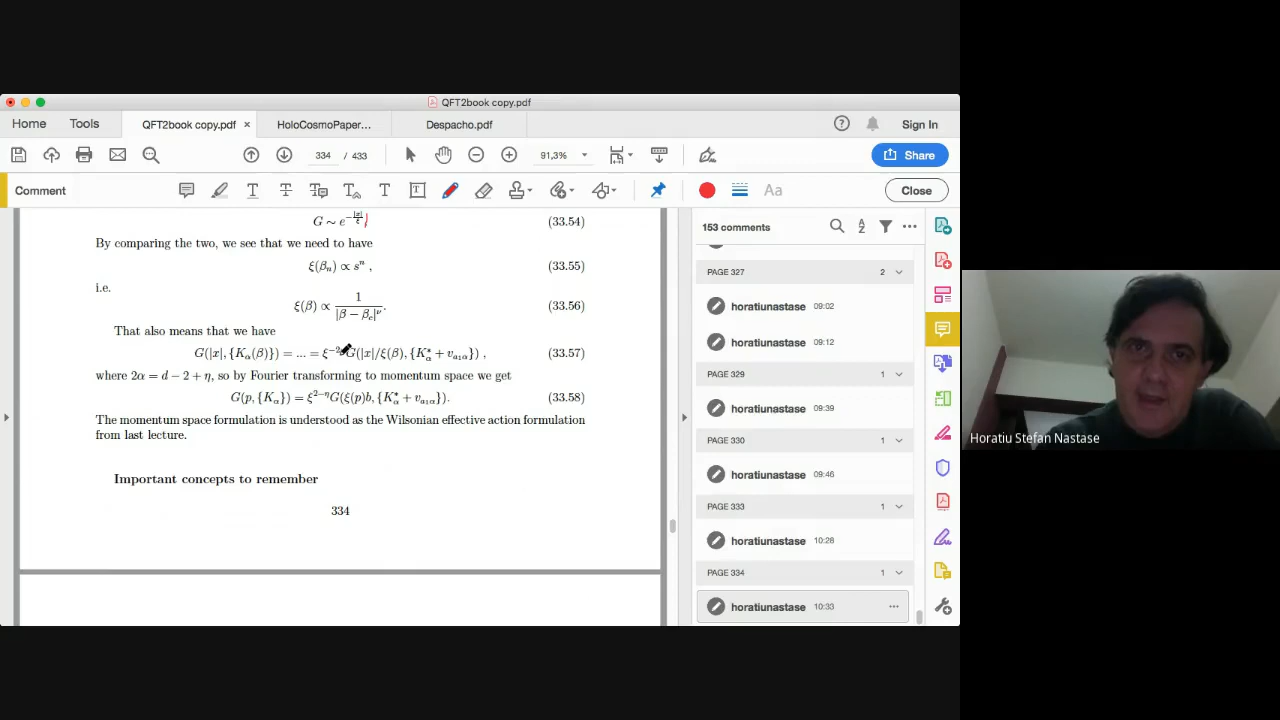 QFT2book copy.pdf
Home Tools QFT2book copy.pdf × HoloCosmoPaper... Despacho.pdf Sign In
334 / 433 91,3% Share
Comment Close
G ∼ e^{-|x|/ξ} (33.54)
By comparing the two, we see that we need to have
ξ(β_n) ∝ s^n , (33.55)
i.e.
ξ(β) ∝ 1/|β − β_c|^ν. (33.56)
That also means that we have
G(|x|, {K_α(β)}) = ... = ξ^{-2} G(|x|/ξ(β), {K*_α + v_{a₁α}}) , (33.57)
where 2α = d − 2 + η, so by Fourier transforming to momentum space we get
G(p, {K_α}) = ξ^{2−η}G(ξ(p)b, {K*_α + v_{a₁α}}). (33.58)
The momentum space formulation is understood as the Wilsonian effective action formulation
from last lecture.
Important concepts to remember
334
153 comments
PAGE 327 2
horatiunastase 09:02
horatiunastase 09:12
PAGE 329 1
horatiunastase 09:39
PAGE 330 1
horatiunastase 09:46
PAGE 333 1
horatiunastase 10:28
PAGE 334 1
horatiunastase 10:33
Horatiu Stefan Nastase